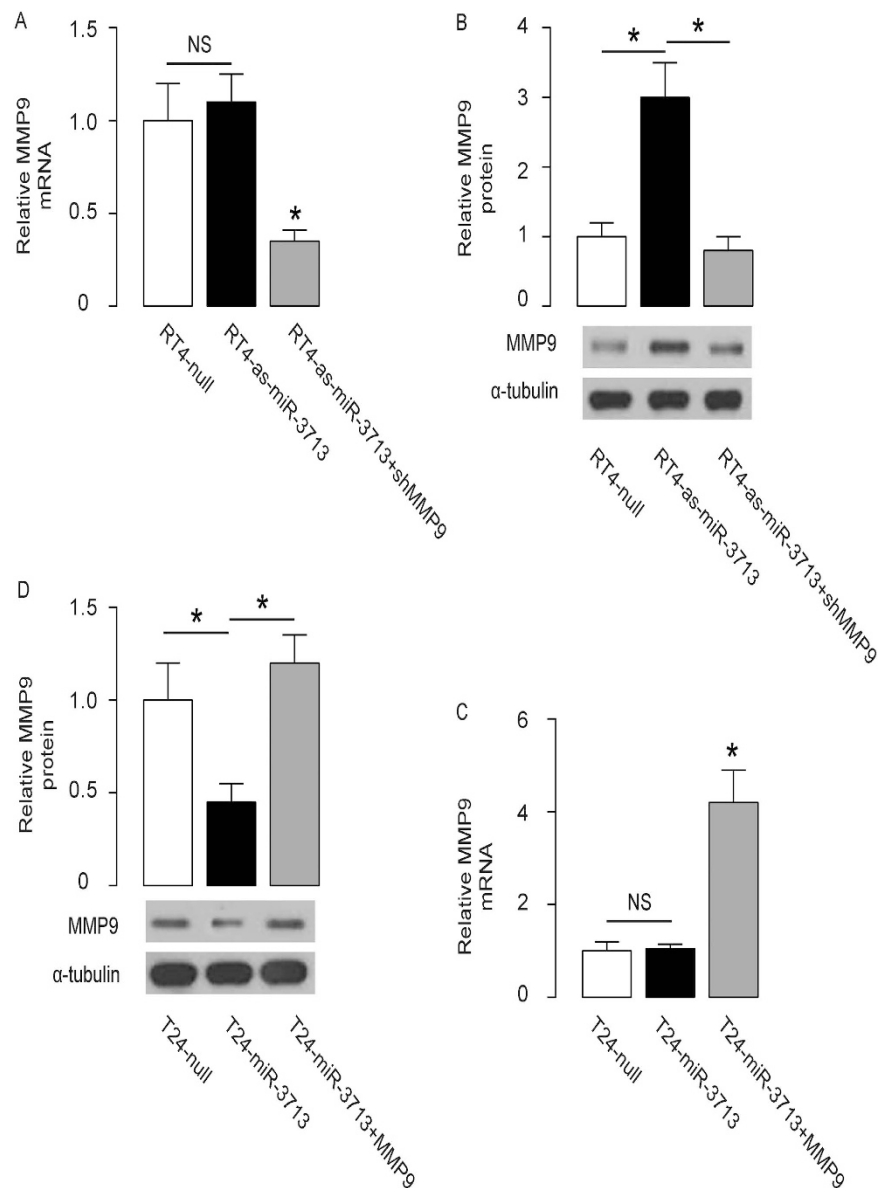 A
Relative MMP9
mRNA
1.5
1.0
0.5
0
NS
*
RT4-null
RT4-as-miR-3713
RT4-as-miR-3713+shMMP9
B
Relative MMP9
protein
4
3
2
1
0
*
*
MMP9
α-tubulin
RT4-null
RT4-as-miR-3713
RT4-as-miR-3713+shMMP9
D
Relative MMP9
protein
1.5
1.0
0.5
0
*
*
MMP9
α-tubulin
T24-null
T24-miR-3713
T24-miR-3713+MMP9
C
Relative MMP9
mRNA
6
4
2
0
NS
*
T24-null
T24-miR-3713
T24-miR-3713+MMP9